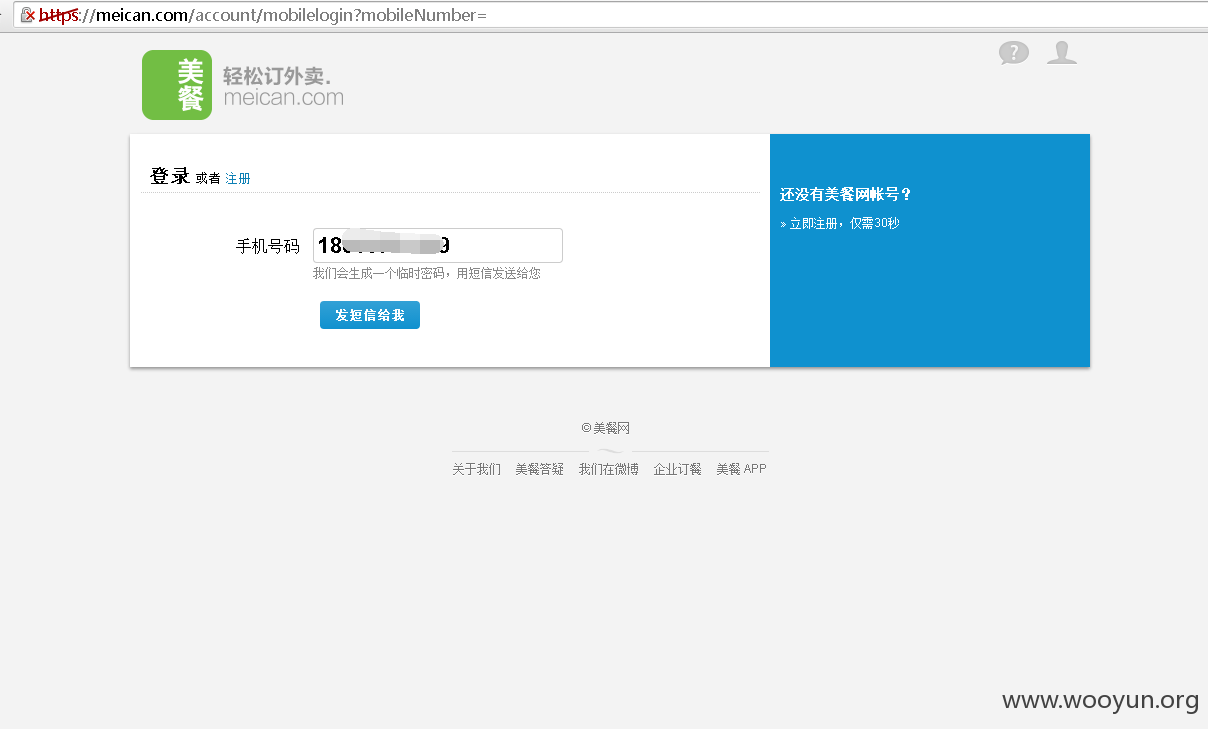 https://meican.com/account/mobilelogin?mobileNumber=
美餐
轻松订外卖.
meican.com
?
登录 或者 注册
还没有美餐网帐号？
» 立即注册，仅需30秒
手机号码
我们会生成一个临时密码，用短信发送给您
发短信给我
©美餐网
关于我们 美餐答疑 我们在微博 企业订餐 美餐 APP
www.wooyun.org